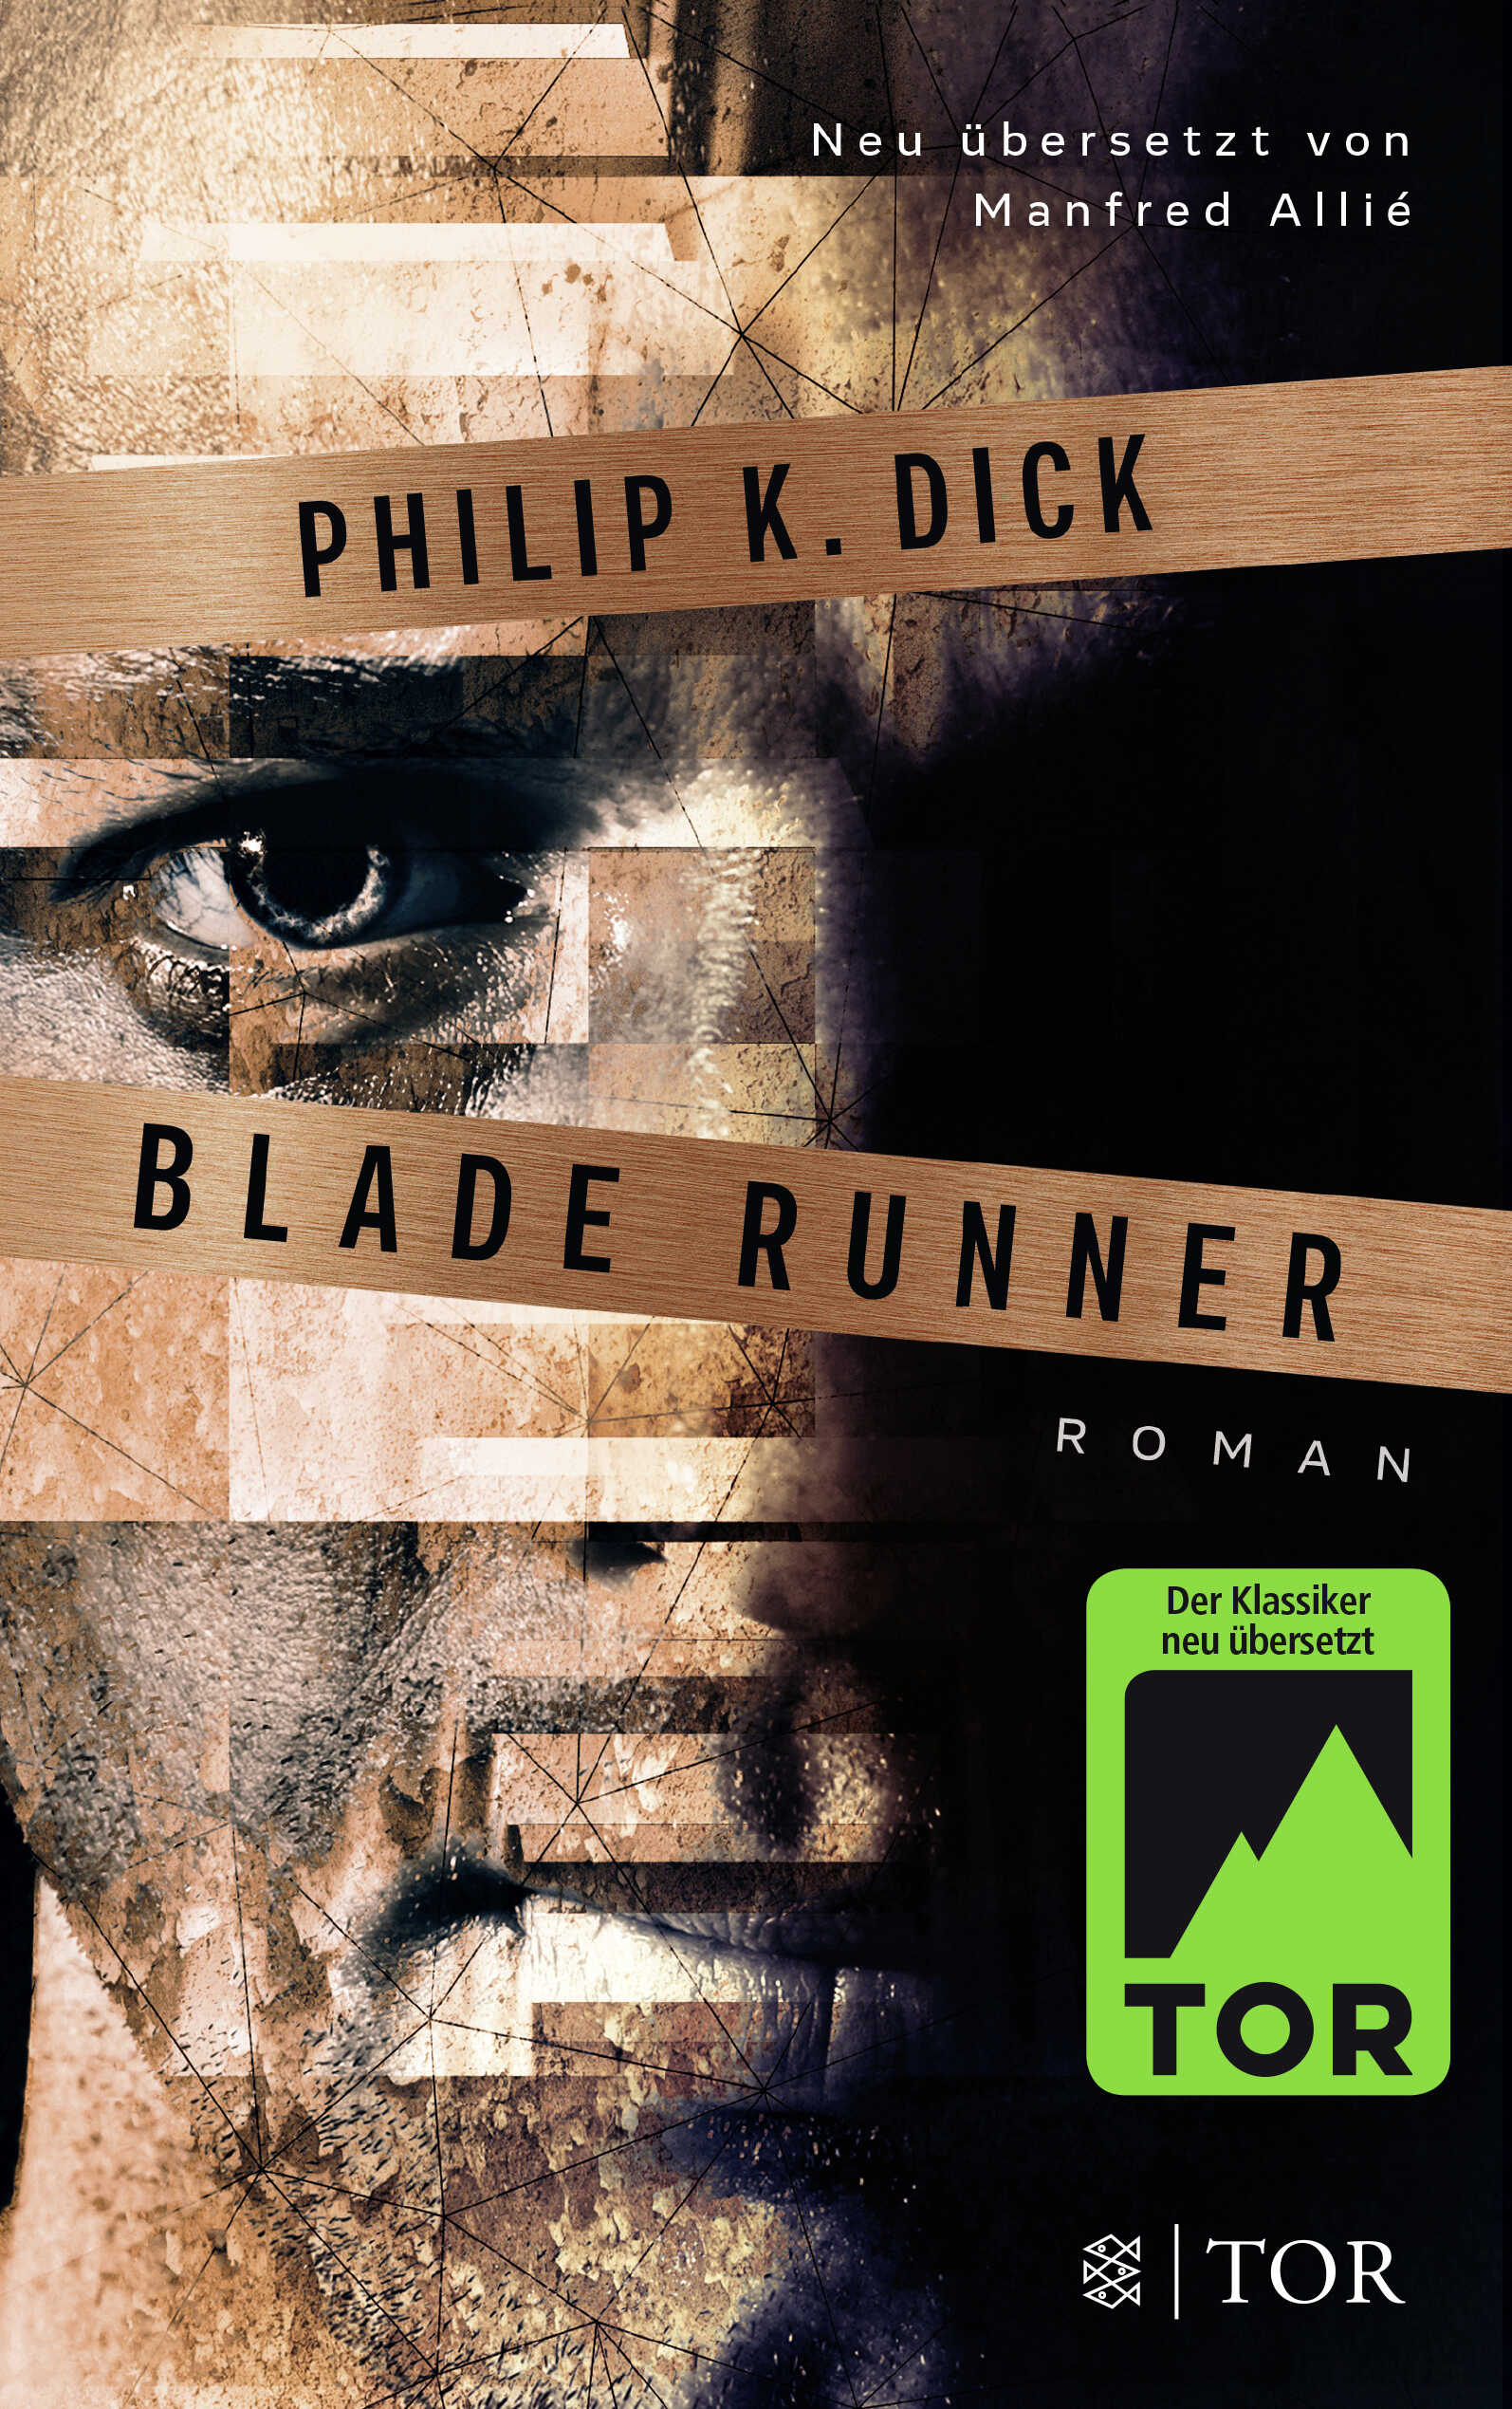 Neu übersetzt von
Manfred Allié
PHILIP K. DICK
BLADE RUNNER
ROMAN
Der Klassiker
neu übersetzt
TOR
TOR